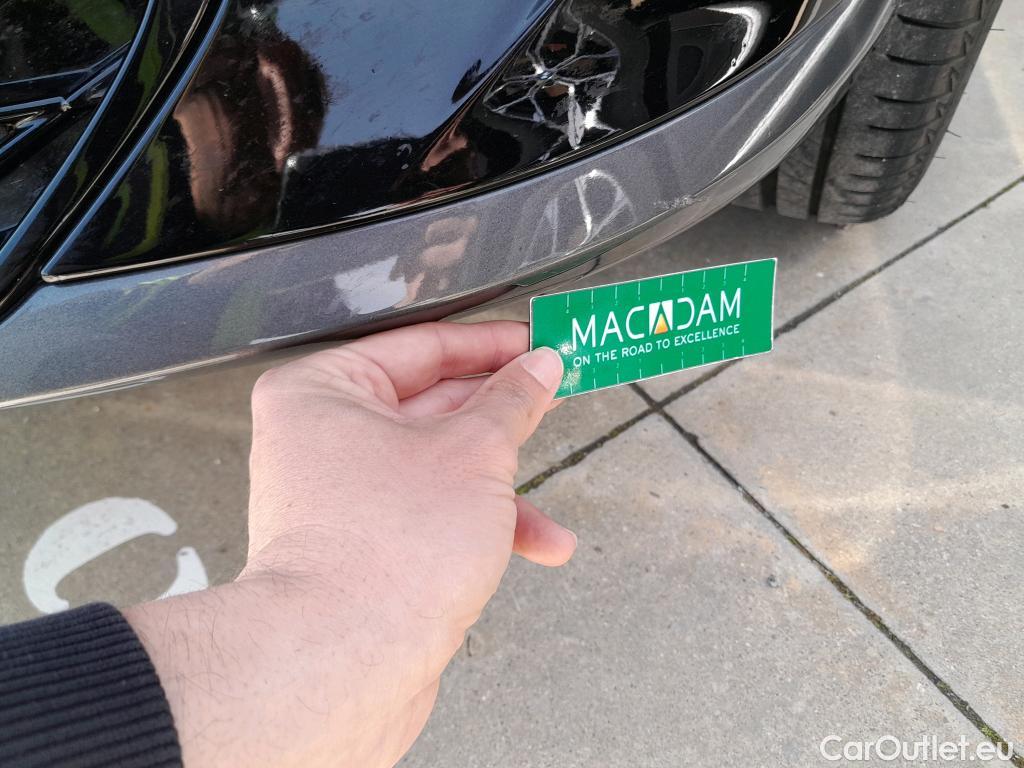 MACADAM
ON THE ROAD TO EXCELLENCE
CarOutlet.eu